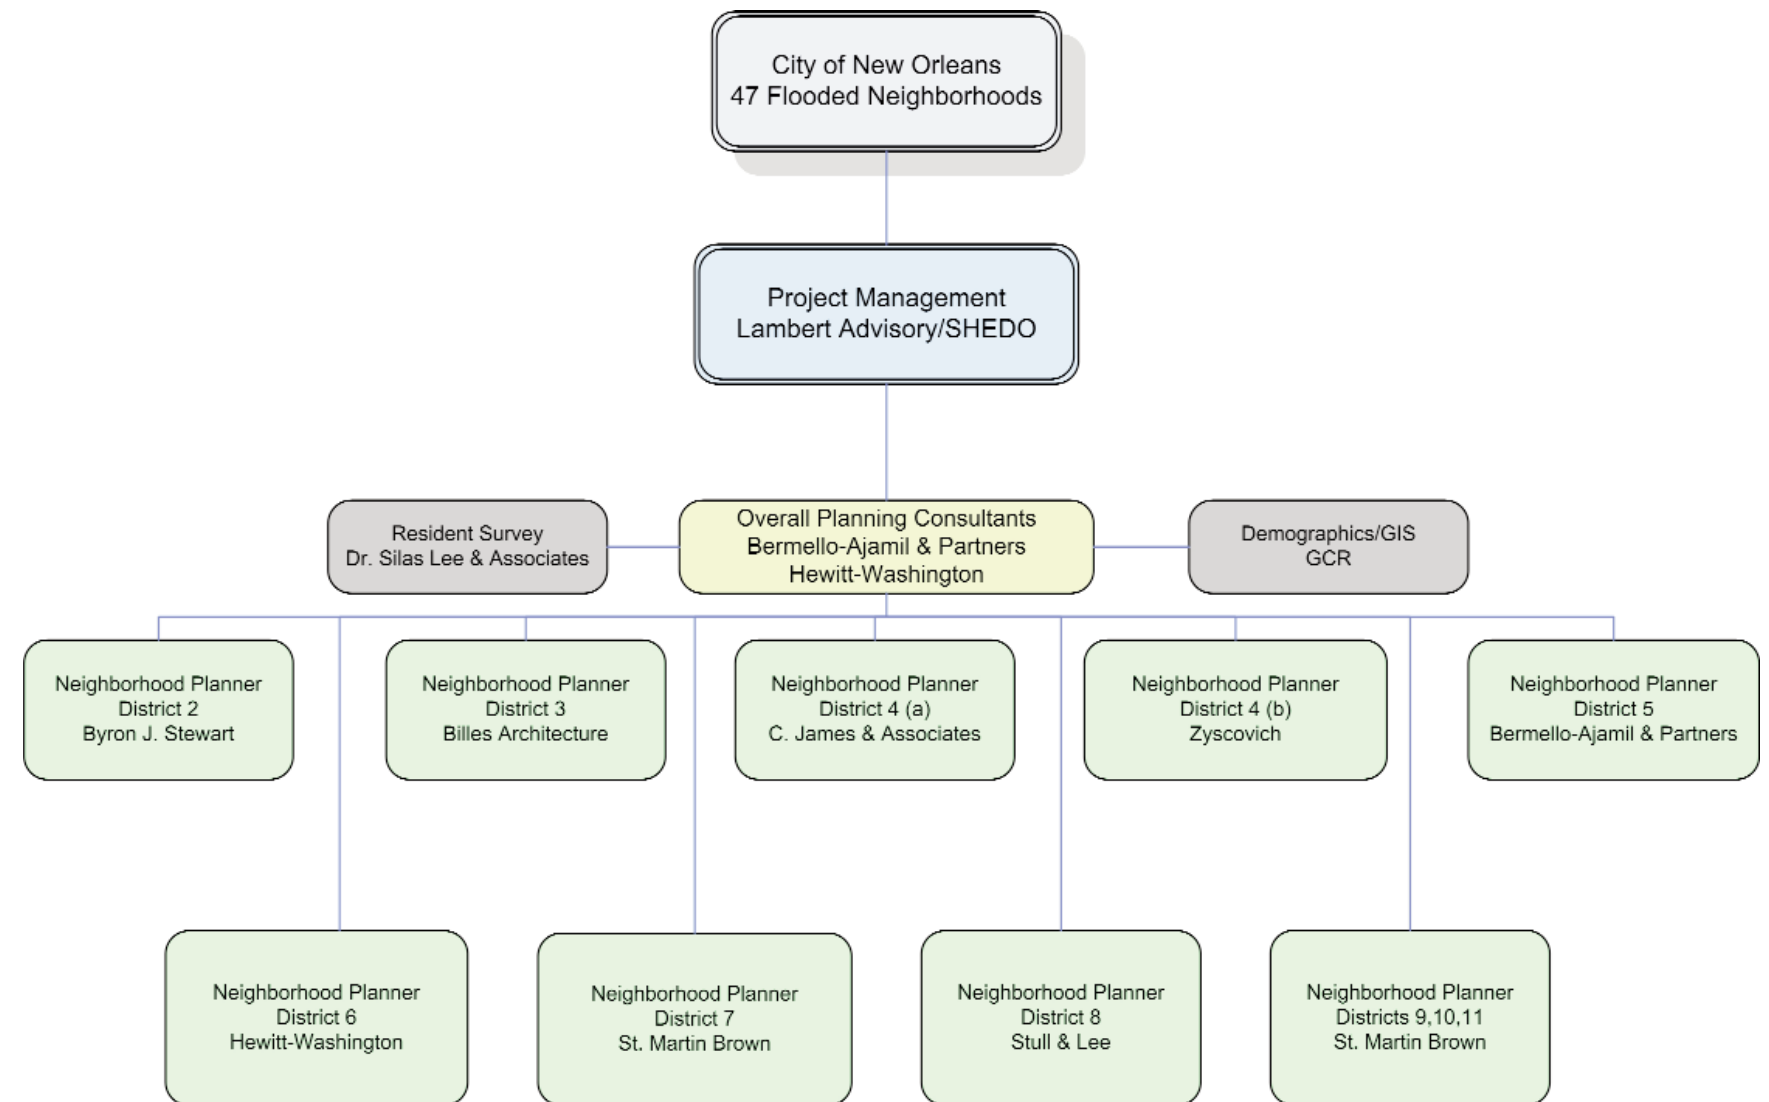 City of New Orleans
47 Flooded Neighborhoods
Project Management
Lambert Advisory/SHEDO
Resident Survey
Dr. Silas Lee & Associates
Overall Planning Consultants
Bermello-Ajamil & Partners
Hewitt-Washington
Demographics/GIS
GCR
Neighborhood Planner
District 2
Byron J. Stewart
Neighborhood Planner
District 3
Billes Architecture
Neighborhood Planner
District 4 (a)
C. James & Associates
Neighborhood Planner
District 4 (b)
Zyscovich
Neighborhood Planner
District 5
Bermello-Ajamil & Partners
Neighborhood Planner
District 6
Hewitt-Washington
Neighborhood Planner
District 7
St. Martin Brown
Neighborhood Planner
District 8
Stull & Lee
Neighborhood Planner
Districts 9,10,11
St. Martin Brown